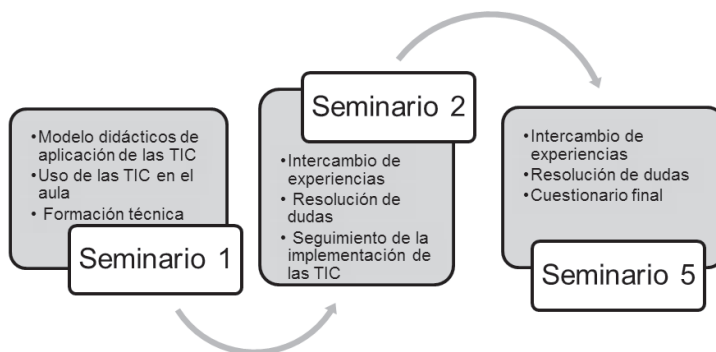 •Modelo didácticos de
aplicación de las TIC
•Uso de las TIC en el
aula
• Formación técnica
Seminario 1
Seminario 2
•Intercambio de
experiencias
• Resolución de
dudas
• Seguimiento de la
implementación de
las TIC
•Intercambio de
experiencias
•Resolución de dudas
•Cuestionario final
Seminario 5